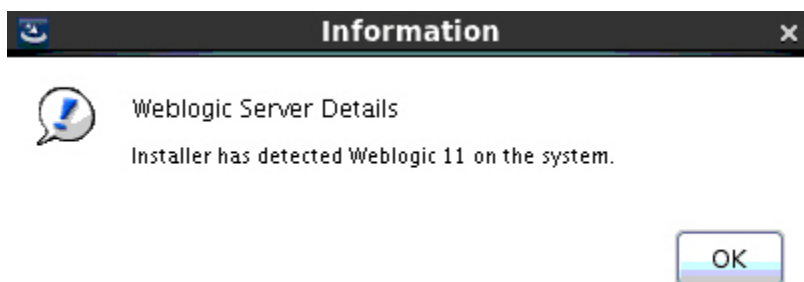 Information
Weblogic Server Details
Installer has detected Weblogic 11 on the system.
OK